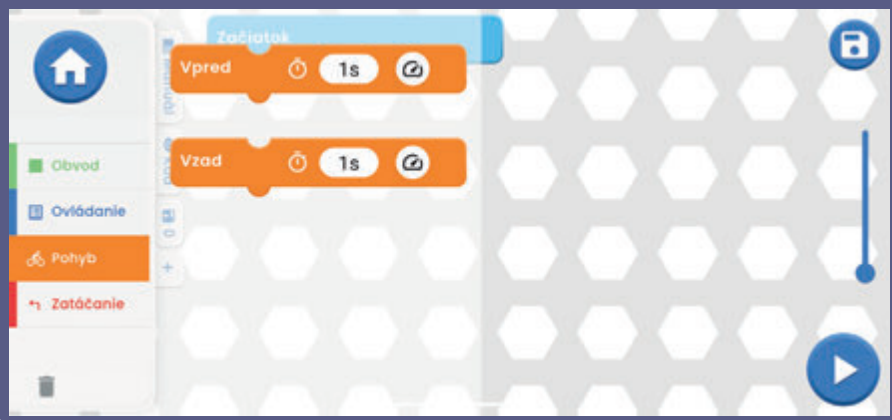 Začiatok
Vpred 1s
Vzad 1s
Obvod
Ovládanie
Pohyb
Zatáčanie